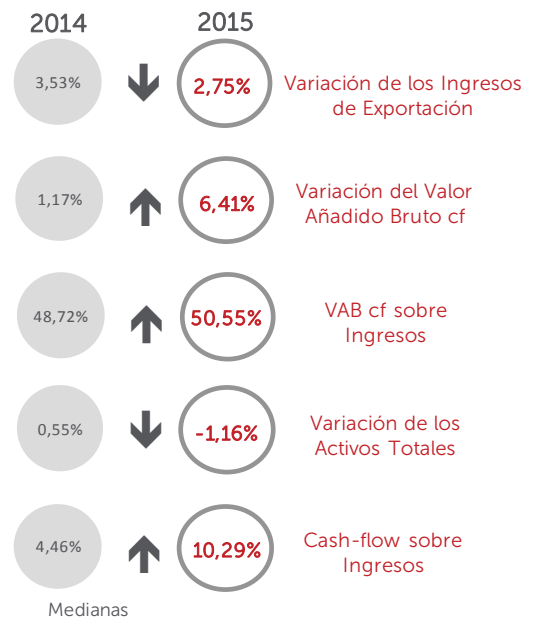 2014 2015
3,53% 2,75% Variación de los Ingresos
de Exportación
1,17% 6,41% Variación del Valor
Añadido Bruto cf
48,72% 50,55% VAB cf sobre
Ingresos
0,55% -1,16% Variación de los
Activos Totales
4,46% 10,29% Cash-flow sobre
Ingresos
Medianas